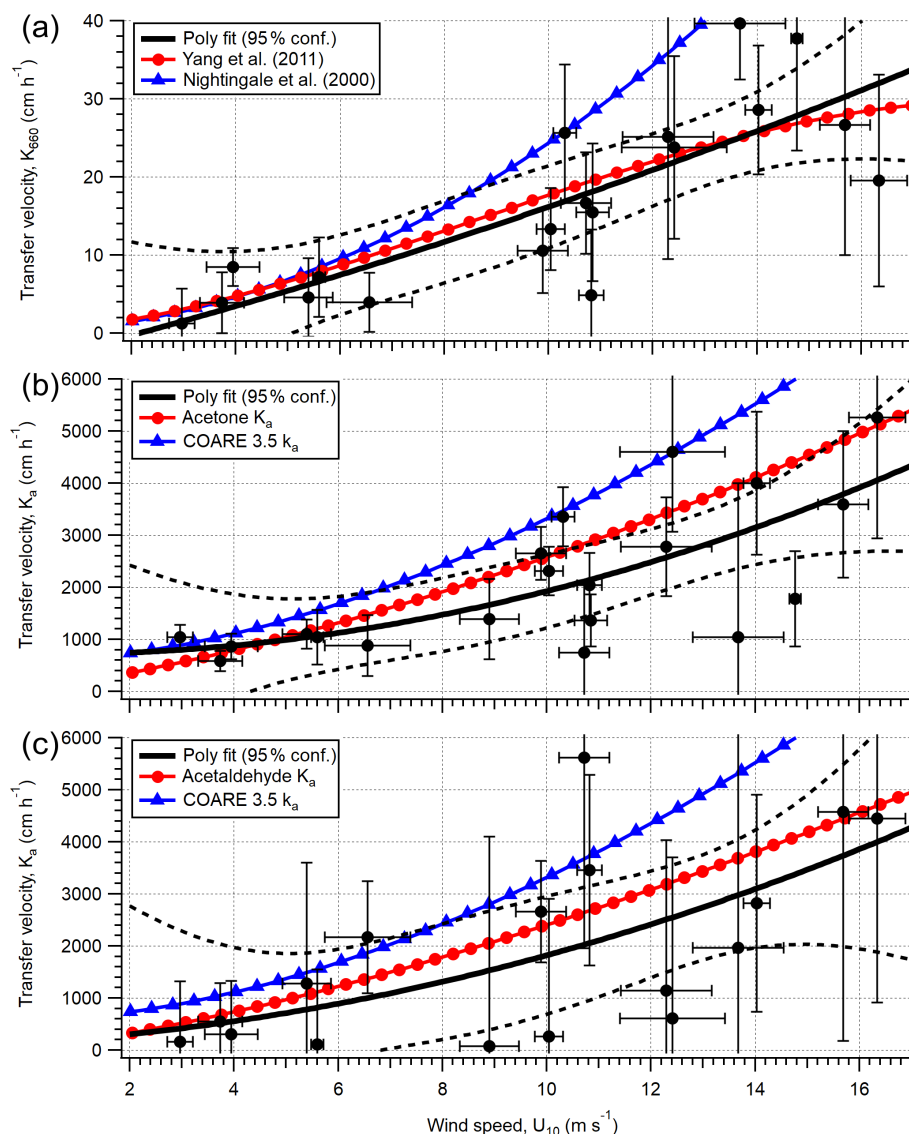 (a)
Transfer velocity, K660 (cm h-1)
40
30
20
10
0
Poly fit (95 % conf.)
Yang et al. (2011)
Nightingale et al. (2000)
(b)
Transfer velocity, Ka (cm h-1)
6000
5000
4000
3000
2000
1000
0
Poly fit (95 % conf.)
Acetone Ka
COARE 3.5 ka
(c)
Transfer velocity, Ka (cm h-1)
6000
5000
4000
3000
2000
1000
0
Poly fit (95 % conf.)
Acetaldehyde Ka
COARE 3.5 ka
2 4 6 8 10 12 14 16
Wind speed, U10 (m s-1)